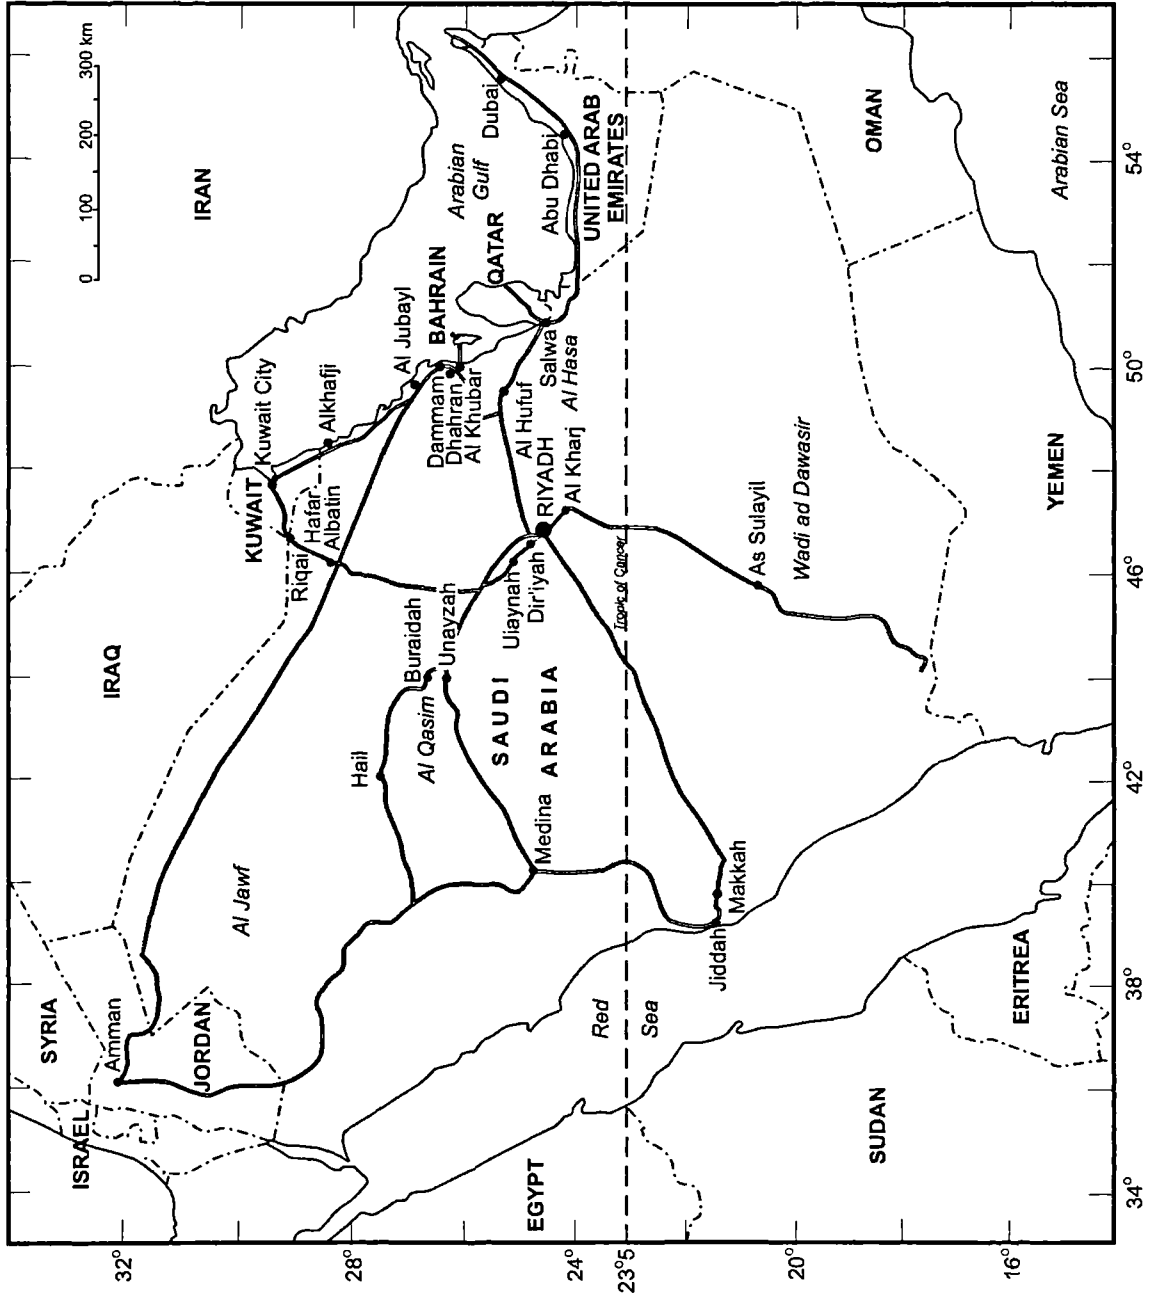 0 100 200 300 km
IRAN
IRAQ
SYRIA
Amman
ISRAEL
JORDAN
Al Jawf
Kuwait City
KUWAIT
Alkhafji
Riqai
Hafar
Albatin
Al Jubayl
BAHRAIN
Arabian
Gulf
QATAR
Dubai
Abu Dhabi
UNITED ARAB
EMIRATES
Damman
Dhahran
Al Khubar
Salwa
Al Hasa
Al Hufuf
RIYADH
Al Kharj
Hail
Buraidah
Unayzah
Al Qasim
Uiaynah
Dir'iyah
SAUDI
ARABIA
Medina
Tropic of Cancer
Makkah
Jiddah
Red
Sea
EGYPT
As Sulayil
Wadi ad Dawasir
OMAN
Arabian Sea
YEMEN
ERITREA
SUDAN
32°
28°
24°
23°5
20°
16°
34°
38°
42°
46°
50°
54°